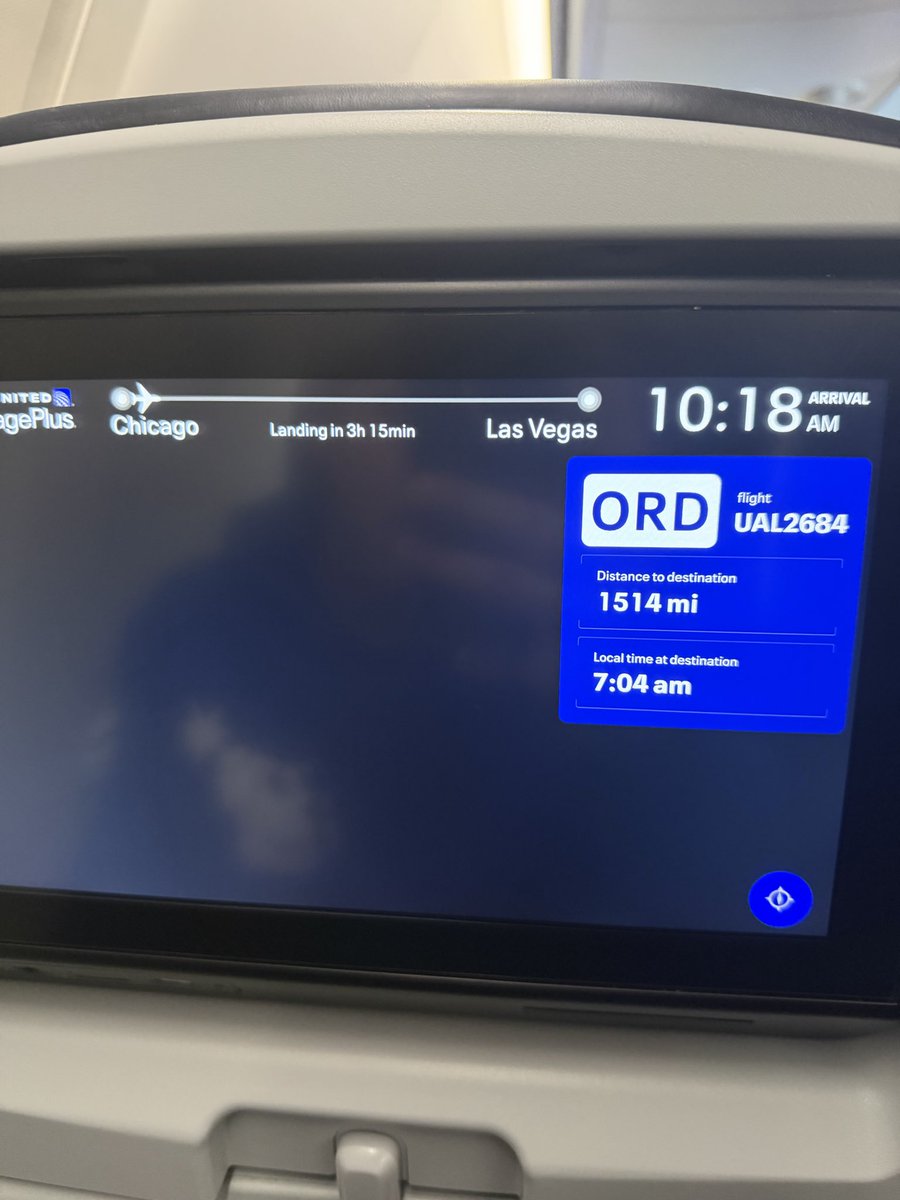 NITED
agePlus
Chicago
Landing in 3h 15min
Las Vegas
10:18 ARRIVAL AM
ORD
flight
UAL2684
Distance to destination
1514 mi
Local time at destination
7:04 am